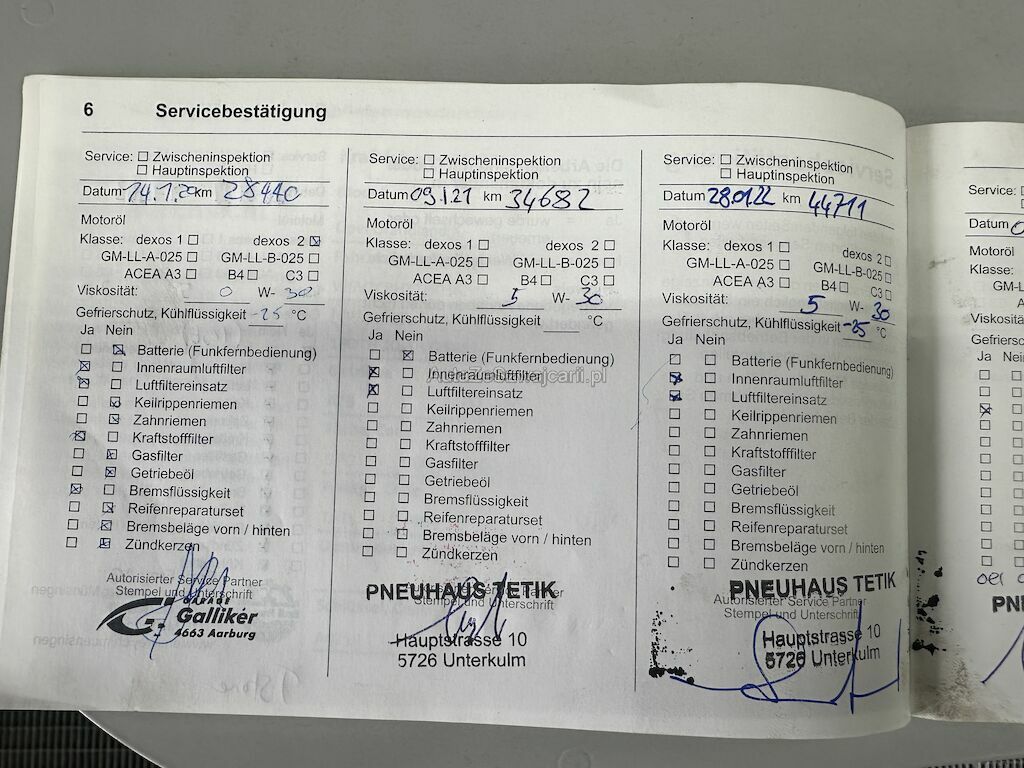 6 Servicebestätigung
Service: ☐ Zwischeninspektion
☐ Hauptinspektion
Datum 14.1.20 km 28440
Motoröl
Klasse: dexos 1 ☐ dexos 2 ☒
GM-LL-A-025 ☐ GM-LL-B-025 ☐
ACEA A3 ☐ B4 ☐ C3 ☐
Viskosität: 0 W- 30
Gefrierschutz, Kühlflüssigkeit -25 °C
Ja Nein
☐ ☒ Batterie (Funkfernbedienung)
☒ ☐ Innenraumluftfilter
☒ ☐ Luftfiltereinsatz
☐ ☒ Keilrippenriemen
☐ ☒ Zahnriemen
☒ ☐ Kraftstofffilter
☐ ☒ Gasfilter
☐ ☒ Getriebeöl
☒ ☐ Bremsflüssigkeit
☐ ☒ Reifenreparaturset
☐ ☒ Bremsbeläge vorn / hinten
☐ ☒ Zündkerzen
Autorisierter Service Partner
Stempel und Unterschrift
GARAGE
Galliker
4663 Aarburg
Service: ☐ Zwischeninspektion
☐ Hauptinspektion
Datum 09.1.21 km 34682
Motoröl
Klasse: dexos 1 ☐ dexos 2 ☐
GM-LL-A-025 ☐ GM-LL-B-025 ☐
ACEA A3 ☐ B4 ☐ C3 ☐
Viskosität: 5 W- 30
Gefrierschutz, Kühlflüssigkeit °C
Ja Nein
☐ ☒ Batterie (Funkfernbedienung)
☒ ☐ Innenraumluftfilter
☒ ☐ Luftfiltereinsatz
☐ ☐ Keilrippenriemen
☐ ☐ Zahnriemen
☐ ☐ Kraftstofffilter
☐ ☐ Gasfilter
☐ ☐ Getriebeöl
☐ ☐ Bremsflüssigkeit
☐ ☐ Reifenreparaturset
☐ ☐ Bremsbeläge vorn / hinten
☐ ☐ Zündkerzen
PNEUHAUS TETIK
Stempel und Unterschrift
Hauptstrasse 10
5726 Unterkulm
Service: ☐ Zwischeninspektion
☐ Hauptinspektion
Datum 28.01.22 km 44711
Motoröl
Klasse: dexos 1 ☐ dexos 2 ☐
GM-LL-A-025 ☐ GM-LL-B-025 ☐
ACEA A3 ☐ B4 ☐ C3 ☐
Viskosität: 5 W- 30
Gefrierschutz, Kühlflüssigkeit -25 °C
Ja Nein
☐ ☐ Batterie (Funkfernbedienung)
☒ ☐ Innenraumluftfilter
☒ ☐ Luftfiltereinsatz
☐ ☐ Keilrippenriemen
☐ ☐ Zahnriemen
☐ ☐ Kraftstofffilter
☐ ☐ Gasfilter
☐ ☐ Getriebeöl
☐ ☐ Bremsflüssigkeit
☐ ☐ Reifenreparaturset
☐ ☐ Bremsbeläge vorn / hinten
☐ ☐ Zündkerzen
PNEUHAUS TETIK
Autorisierter Service Partner
Stempel und Unterschrift
Hauptstrasse 10
5726 Unterkulm
Service:
Datum
Motoröl
Klasse:
Ja Nein